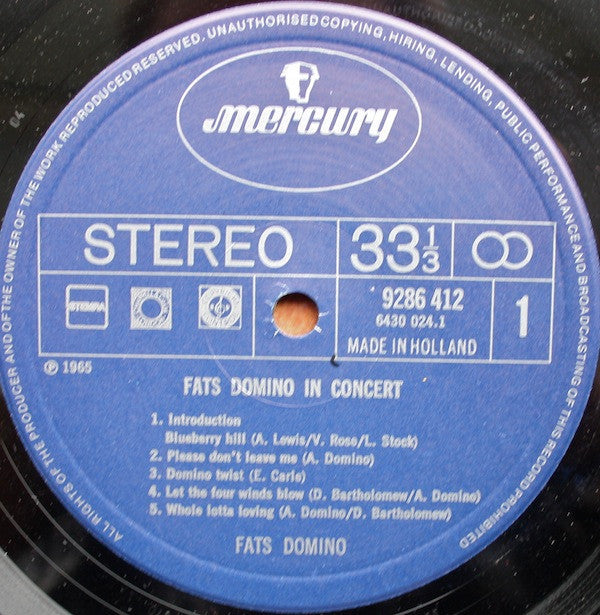 ALL RIGHTS OF THE PRODUCER AND OF THE OWNER OF THE WORK REPRODUCED RESERVED. UNAUTHORISED COPYING, HIRING, LENDING, PUBLIC PERFORMANCE AND BROADCASTING OF THIS RECORD PROHIBITED
mercury
STEREO
33⅓
STEMRA
9286 412
6430 024.1
1
MADE IN HOLLAND
℗ 1965
FATS DOMINO IN CONCERT
1. Introduction
Blueberry hill (A. Lewis/V. Rose/L. Stock)
2. Please don't leave me (A. Domino)
3. Domino twist (E. Carle)
4. Let the four winds blow (D. Bartholomew/A. Domino)
5. Whole lotta loving (A. Domino/D. Bartholomew)
FATS DOMINO